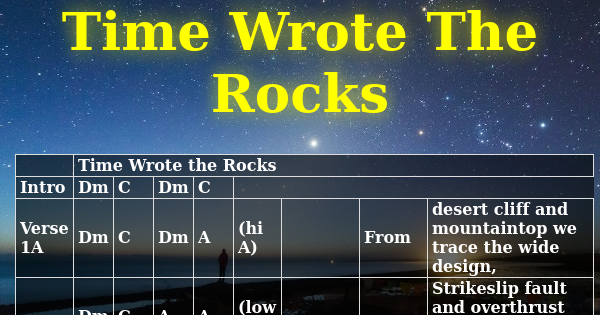 Time Wrote The
Rocks
Time Wrote the Rocks
Intro Dm C Dm C
Verse 1A Dm C Dm A (hi A) From desert cliff and
mountaintop we
trace the wide
design,
Dm C A A (low Strikeslip fault
and overthrust